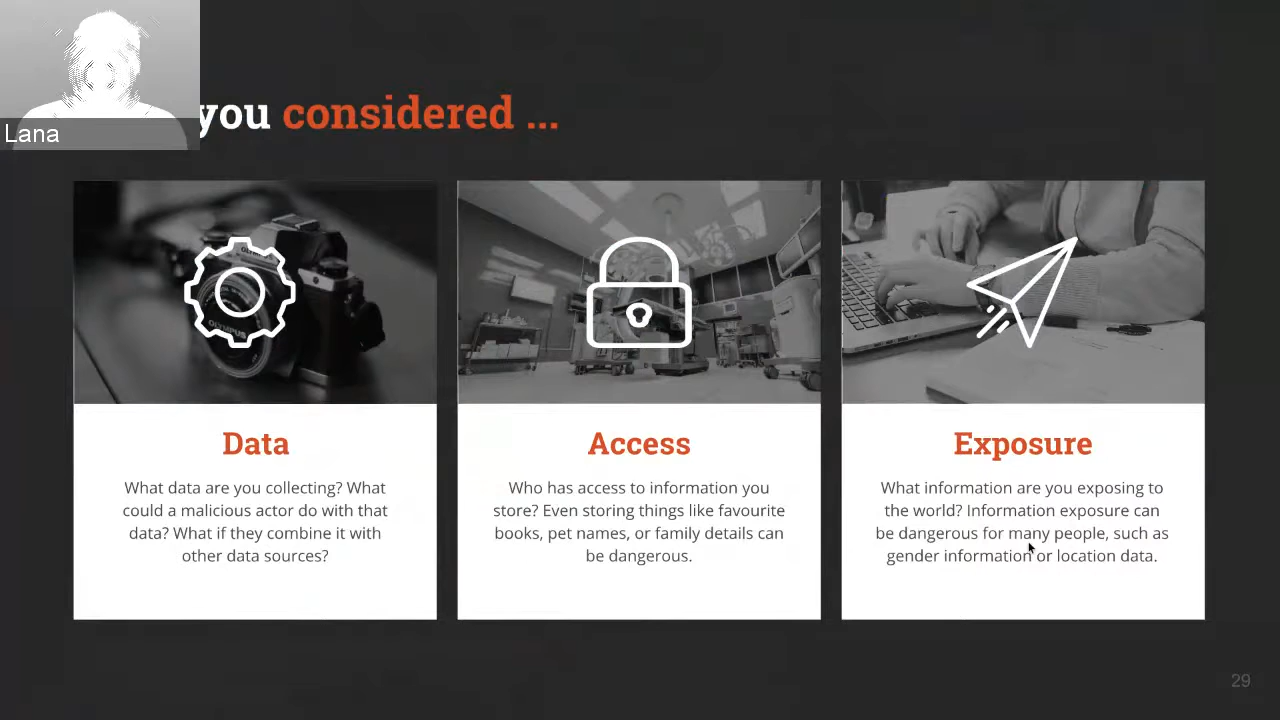 Lana
you considered ...
OLYMPUS
Data
What data are you collecting? What
could a malicious actor do with that
data? What if they combine it with
other data sources?
Access
Who has access to information you
store? Even storing things like favourite
books, pet names, or family details can
be dangerous.
Exposure
What information are you exposing to
the world? Information exposure can
be dangerous for many people, such as
gender information or location data.
29